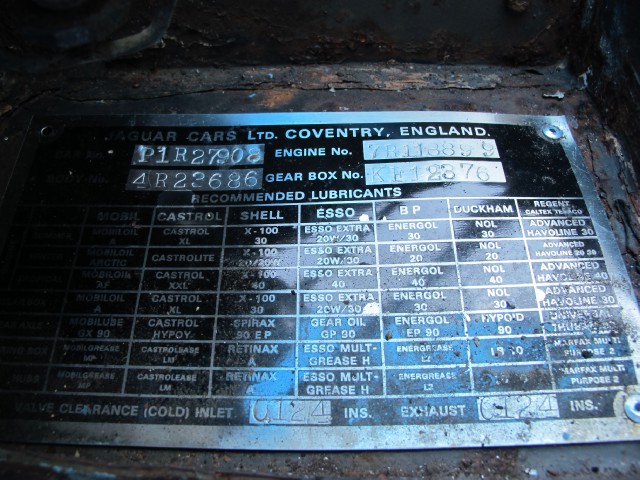 JAGUAR CARS LTD. COVENTRY, ENGLAND.
P1R27908 ENGINE No.
4R23686 GEAR BOX No. KE12376
RECOMMENDED LUBRICANTS
MOBIL CASTROL SHELL ESSO BP DUCKHAM REGENT CALTEX TEXACO
MOBILOIL A CASTROL XL X-100 30 ESSO EXTRA 20W/30 ENERGOL 30 NOL 30 ADVANCED HAVOLINE 30
MOBILOIL ARCTIC CASTROLITE X-100 20/20W ESSO EXTRA 20W/30 ENERGOL 20 NOL 20 ADVANCED HAVOLINE 20 20
MOBILOIL AF CASTROL XXL X-100 40 ESSO EXTRA 40 ENERGOL 40 NOL 40 ADVANCED HAVOLINE 40
MOBILOIL A CASTROL XL X-100 30 ESSO EXTRA 20W/30 ENERGOL 30 NOL 30 ADVANCED HAVOLINE 30
MOBILUBE GX 90 CASTROL HYPOY SPIRAX 90 EP GEAR OIL GP 90 ENERGOL EP 90 HYPOID 90 UNIVERSAL
MOBILGREASE MP CASTROLEASE LM RETINAX A ESSO MULTI-GREASE H ENERGREASE L2 MARFAX MULTI PURPOSE 2
MOBILGREASE MP CASTROLEASE LM RETINAX A ESSO MULTI-GREASE H ENERGREASE L2 MARFAX MULTI PURPOSE 2
VALVE CLEARANCE (COLD) INLET INS. EXHAUST INS.